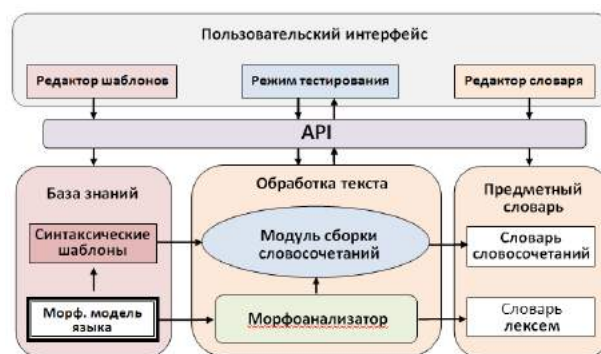 Пользовательский интерфейс
Редактор шаблонов
Режим тестирования
Редактор словаря
API
База знаний
Обработка текста
Предметный
словарь
Синтаксические
шаблоны
Модуль сборки
словосочетаний
Словарь
словосочетаний
Морф. модель
языка
Морфоанализатор
Словарь
лексем